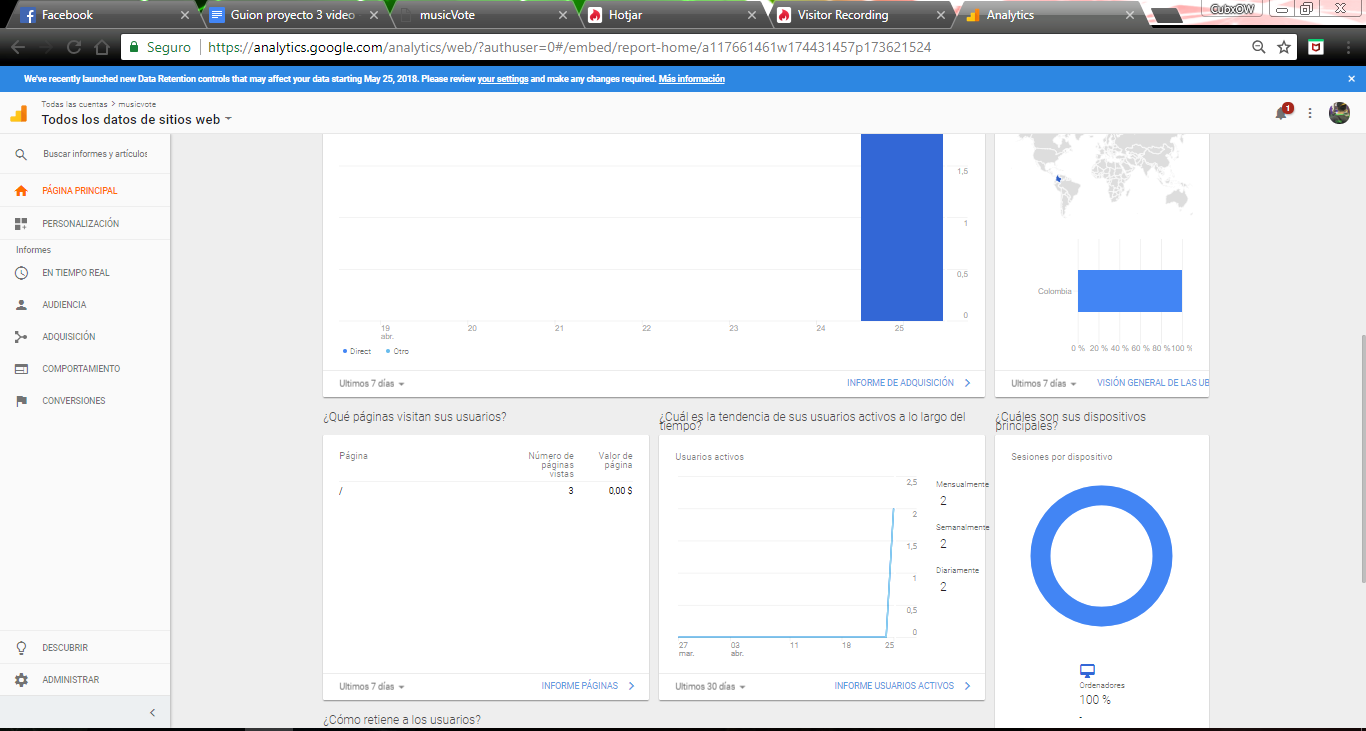 Facebook
Guion proyecto 3 video
musicVote
Hotjar
Visitor Recording
Analytics
CubxOW
Seguro
https://analytics.google.com/analytics/web/?authuser=0#/embed/report-home/a117661461w174431457p173621524
We've recently launched new Data Retention controls that may affect your data starting May 25, 2018. Please review your settings and make any changes required. Más información
Todas las cuentas > musicvote
Todos los datos de sitios web
1
Buscar informes y artículos
PÁGINA PRINCIPAL
PERSONALIZACIÓN
Informes
EN TIEMPO REAL
AUDIENCIA
ADQUISICIÓN
COMPORTAMIENTO
CONVERSIONES
DESCUBRIR
ADMINISTRAR
1,5
1
0,5
0
19 20 21 22 23 24 25
abr.
Direct Otro
Ultimos 7 días INFORME DE ADQUISICIÓN
Colombia
0 % 20 % 40 % 60 % 80 % 100 %
Ultimos 7 días VISIÓN GENERAL DE LAS UB
¿Qué páginas visitan sus usuarios?
Página Número de páginas vistas Valor de página
/ 3 0,00 $
Ultimos 7 días INFORME PÁGINAS
¿Cuál es la tendencia de sus usuarios activos a lo largo del
tiempo?
Usuarios activos
2,5
2
1,5
1
0,5
0
27 03 11 18 25
mar. abr.
Mensualmente
2
Semanalmente
2
Diariamente
2
Ultimos 30 días INFORME USUARIOS ACTIVOS
¿Cuáles son sus dispositivos
principales?
Sesiones por dispositivo
Ordenadores
100 %
-
¿Cómo retiene a los usuarios?